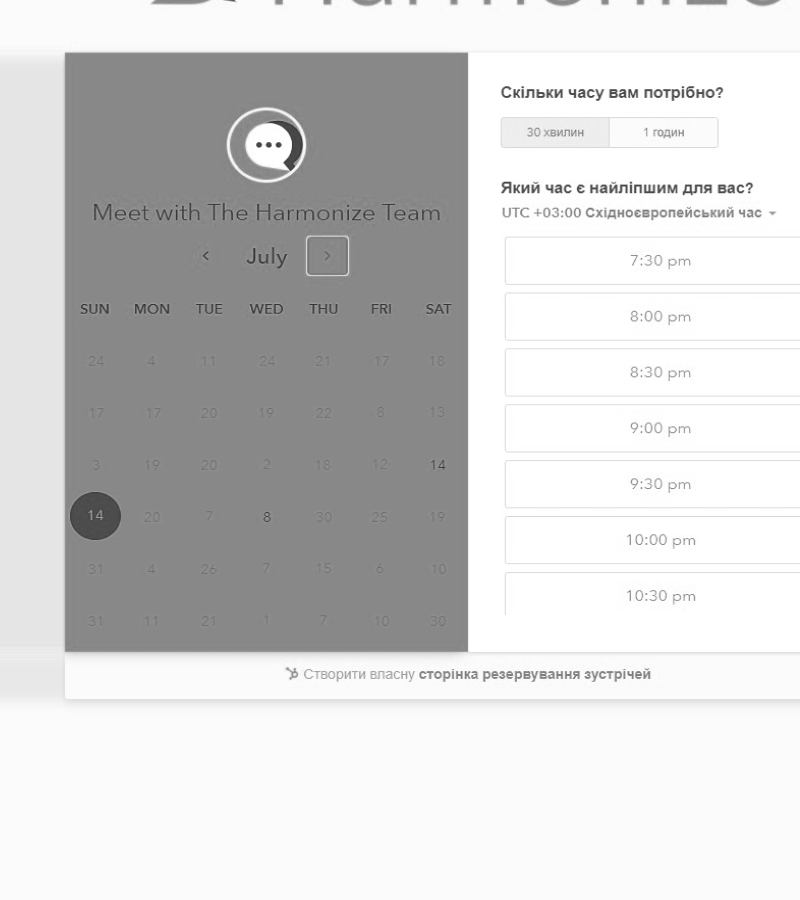 Meet with The Harmonize Team
July
SUN MON TUE WED THU FRI SAT
24 4 11 24 21 17 18
17 17 20 19 22 8 13
3 19 20 2 18 12 14
14 20 7 8 30 25 19
31 4 26 7 15 6 10
31 11 21 1 7 10 30
Скільки часу вам потрібно?
30 хвилин 1 годин
Який час є найліпшим для вас?
UTC +03:00 Східноєвропейський час
7:30 pm
8:00 pm
8:30 pm
9:00 pm
9:30 pm
10:00 pm
10:30 pm
Створити власну сторінка резервування зустрічей